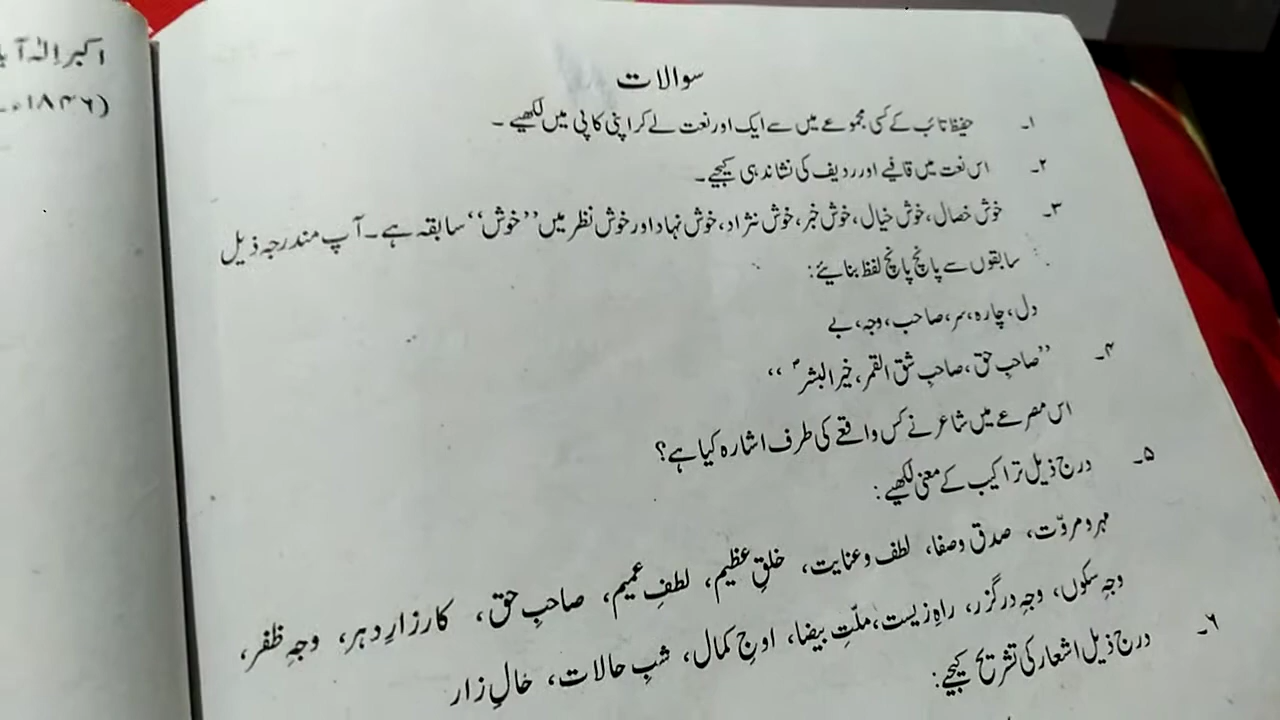 سوالات
۱۔ حفیظ تائب کے کسی مجموعے میں سے ایک اور نعت لے کر اپنی کاپی میں لکھیے ۔
۲۔ اس نعت میں قافیے اور ردیف کی نشاندہی کیجیے۔
۳۔ خوش خصال، خوش خیال، خوش خبر، خوش نژاد، خوش نہاد اور خوش نظر میں ”خوش“ سابقہ ہے۔ آپ مندرجہ ذیل
سابقوں سے پانچ پانچ لفظ بنائیے:
دل، چارہ، سر، صاحب، وجہ، بے
۴۔ ”صاحبِ حق، صاحبِ شق القمر، خیر البشرؐ“
اس مصرعے میں شاعر نے کس واقعے کی طرف اشارہ کیا ہے؟
۵۔ درج ذیل تراکیب کے معنی لکھیے:
مہر و مروّت، صدق و صفا، لطف و عنایت، خلقِ عظیم، لطفِ عمیم، صاحبِ حق، کارزارِ دہر، وجہِ ظفر،
وجہِ سکوں، وجہِ درگزر، راہِ زیست، ملّتِ بیضا، اوجِ کمال، شبِ حالات، حالِ زار
۶۔ درج ذیل اشعار کی تشریح کیجیے:
اکبر الٰہ آبا
(۱۸۴۶ء۔